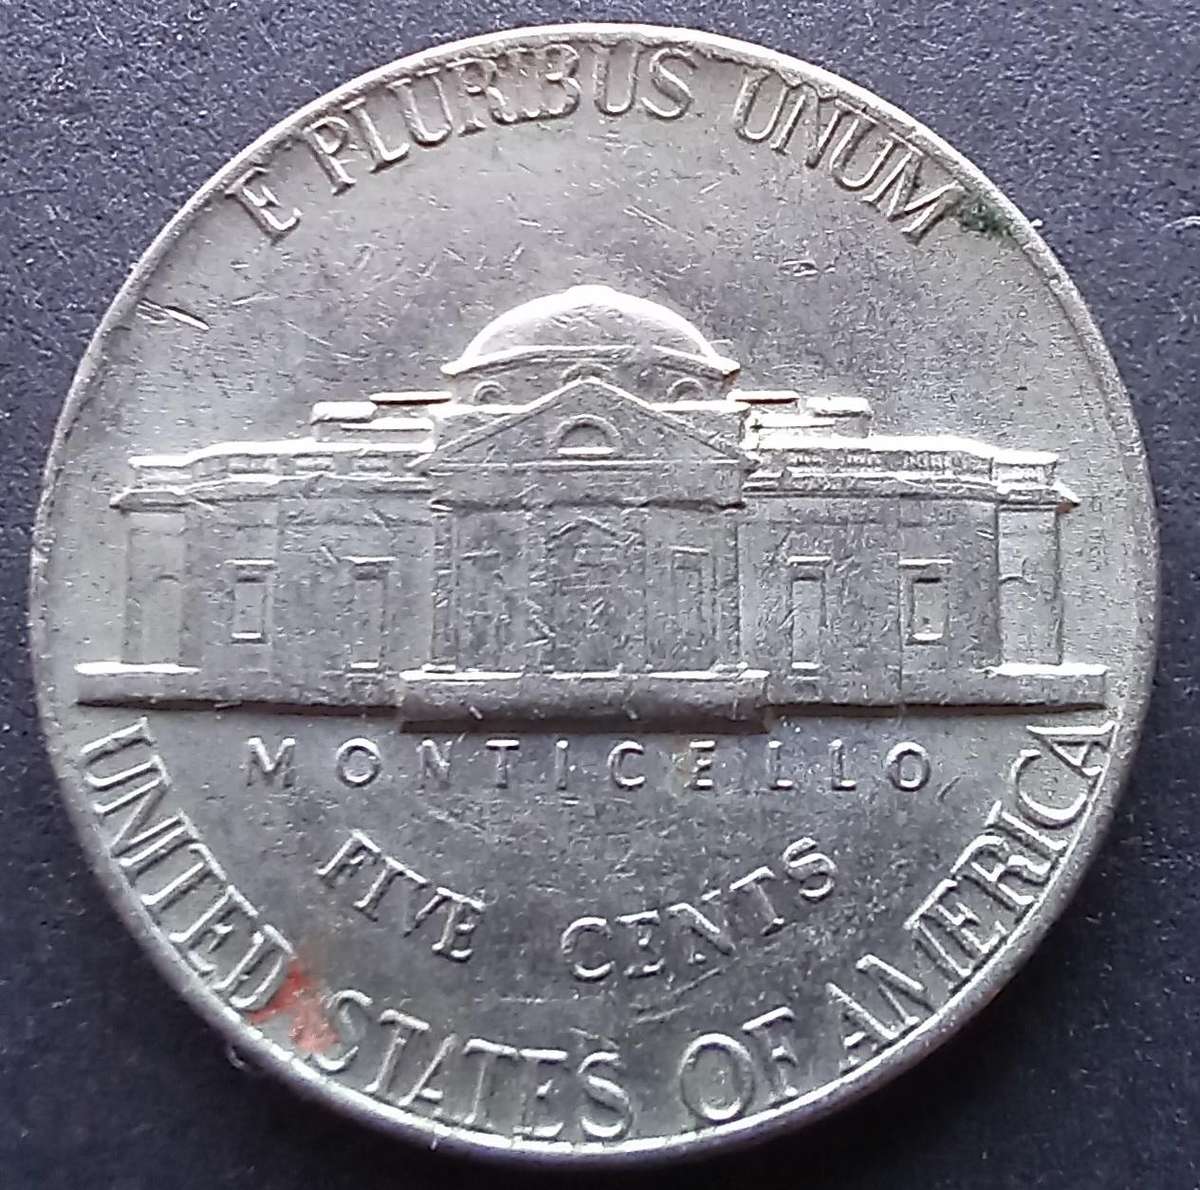 E PLURIBUS UNUM
MONTICELLO
FIVE CENTS
UNITED STATES OF AMERICA